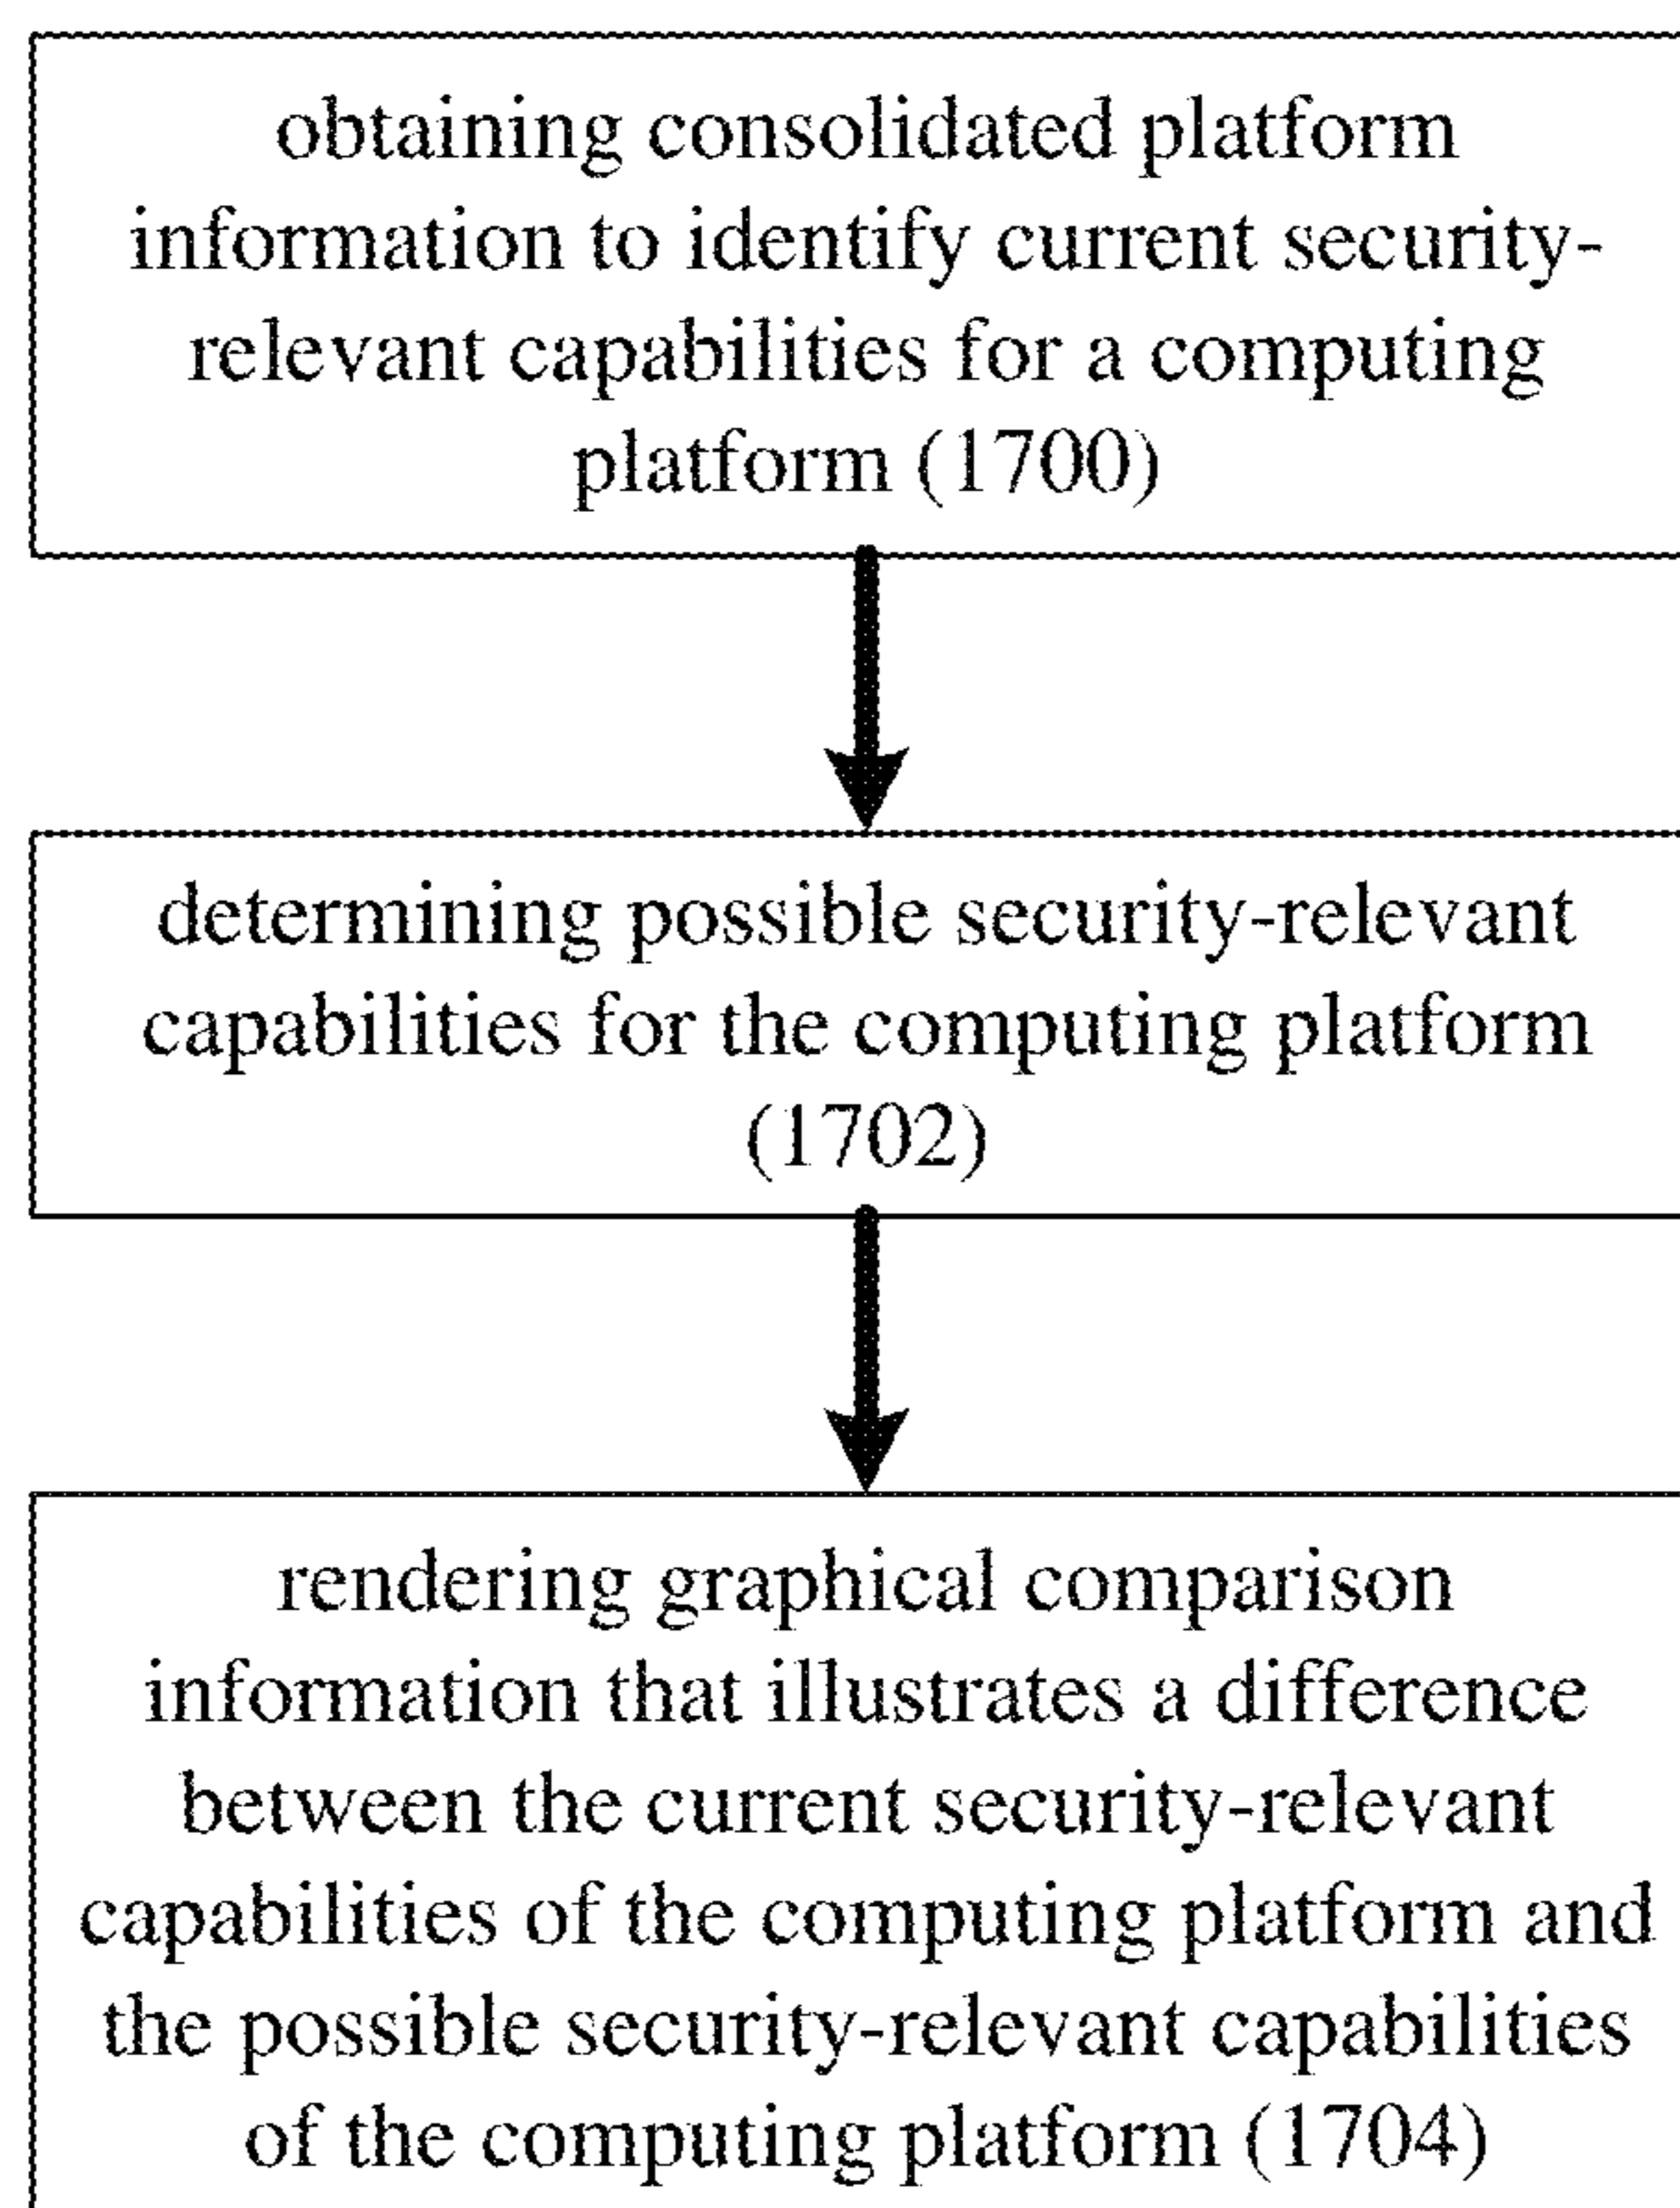 obtaining consolidated platform
information to identify current security-
relevant capabilities for a computing
platform (1700)
determining possible security-relevant
capabilities for the computing platform
(1702)
rendering graphical comparison
information that illustrates a difference
between the current security-relevant
capabilities of the computing platform and
the possible security-relevant capabilities
of the computing platform (1704)